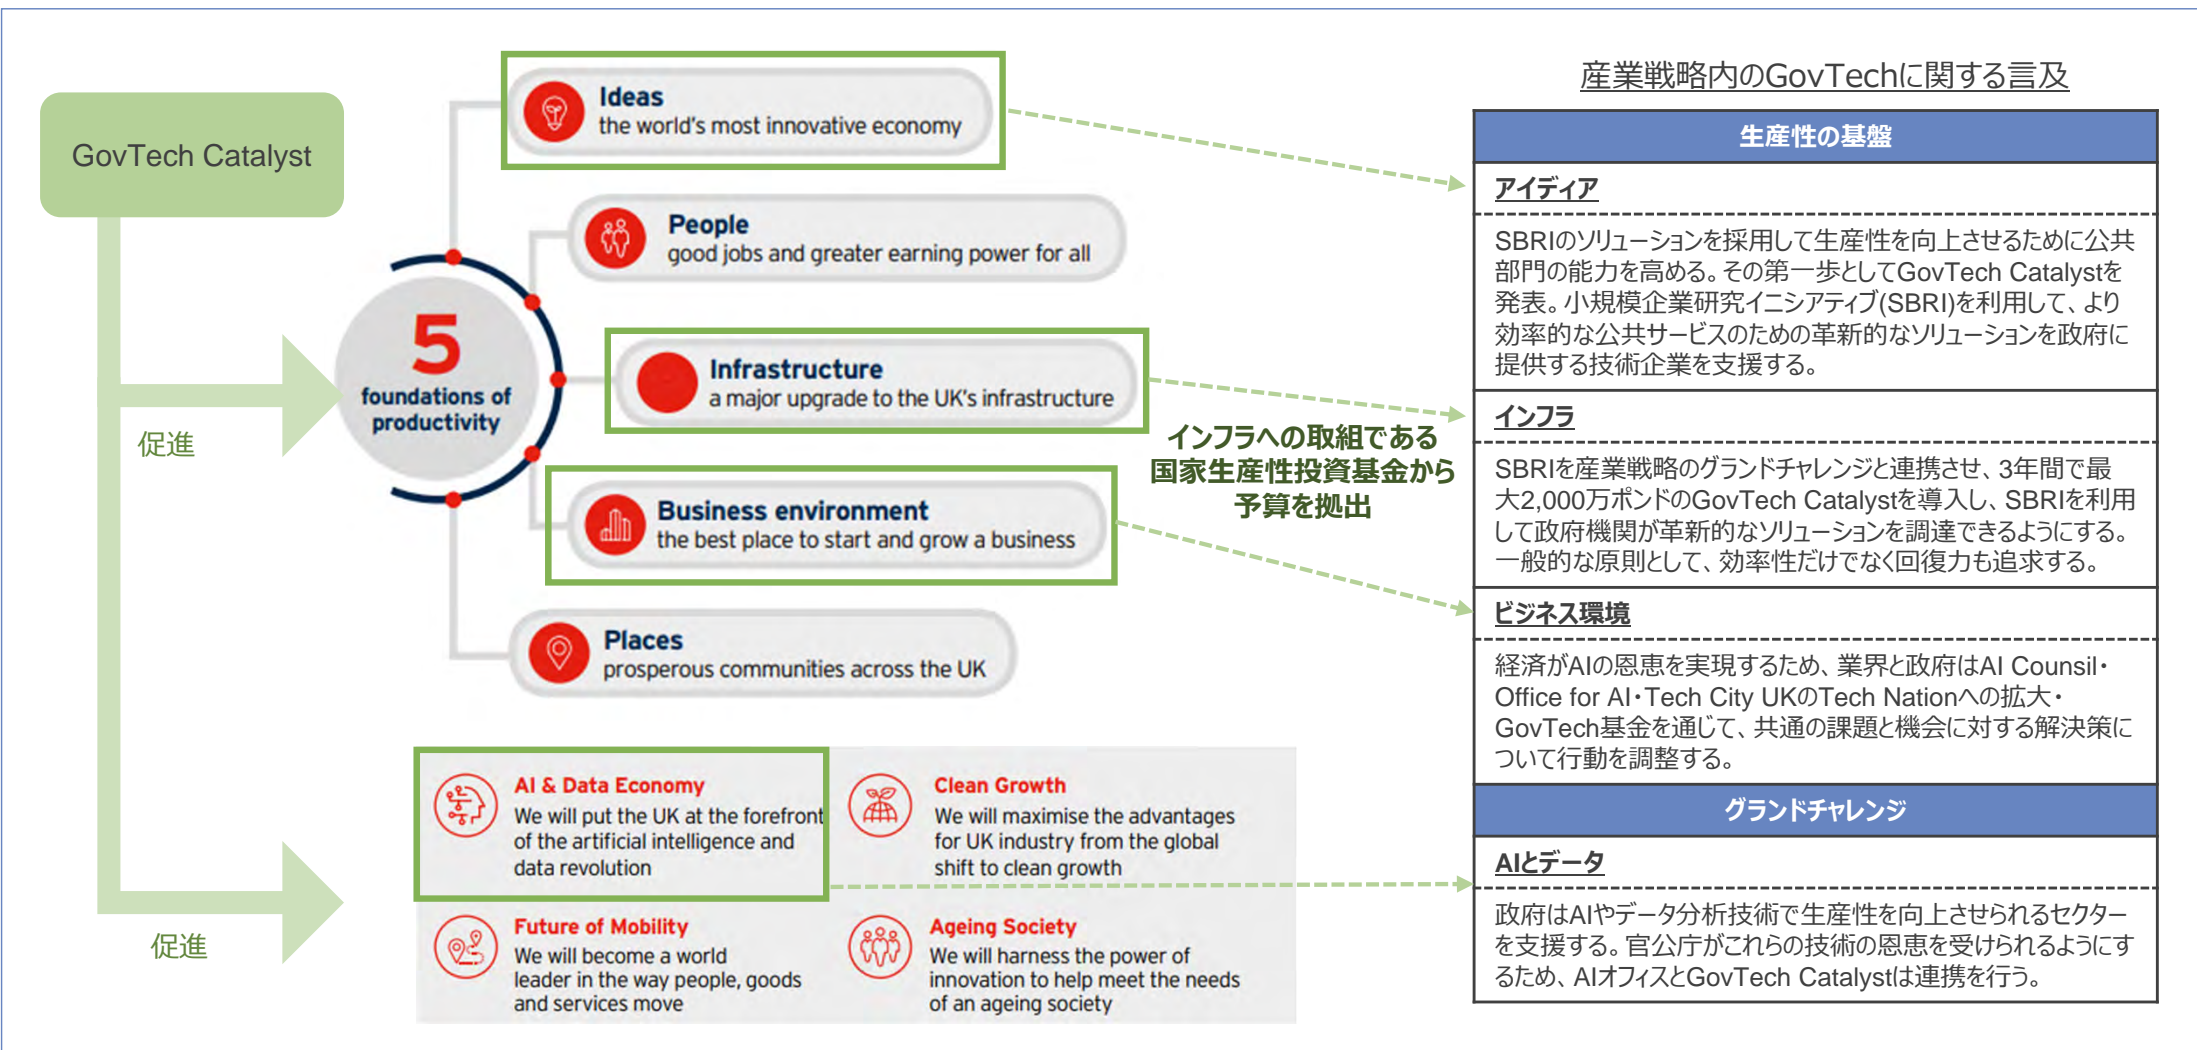 GovTech Catalyst
促進
促進
Ideas
the world's most innovative economy
People
good jobs and greater earning power for all
5
foundations of
productivity
Infrastructure
a major upgrade to the UK's infrastructure
Business environment
the best place to start and grow a business
Places
prosperous communities across the UK
インフラへの取組である
国家生産性投資基金から
予算を拠出
AI & Data Economy
We will put the UK at the forefront
of the artificial intelligence and
data revolution
Clean Growth
We will maximise the advantages
for UK industry from the global
shift to clean growth
Future of Mobility
We will become a world
leader in the way people, goods
and services move
Ageing Society
We will harness the power of
innovation to help meet the needs
of an ageing society
産業戦略内のGovTechに関する言及
生産性の基盤
アイディア
SBRIのソリューションを採用して生産性を向上させるために公共
部門の能力を高める。その第一歩としてGovTech Catalystを
発表。小規模企業研究イニシアティブ(SBRI)を利用して、より
効率的な公共サービスのための革新的なソリューションを政府に
提供する技術企業を支援する。
インフラ
SBRIを産業戦略のグランドチャレンジと連携させ、3年間で最
大2,000万ポンドのGovTech Catalystを導入し、SBRIを利用
して政府機関が革新的なソリューションを調達できるようにする。
一般的な原則として、効率性だけでなく回復力も追求する。
ビジネス環境
経済がAIの恩恵を実現するため、業界と政府はAI Counsil・
Office for AI・Tech City UKのTech Nationへの拡大・
GovTech基金を通じて、共通の課題と機会に対する解決策に
ついて行動を調整する。
グランドチャレンジ
AIとデータ
政府はAIやデータ分析技術で生産性を向上させられるセクター
を支援する。官公庁がこれらの技術の恩恵を受けられるようにす
るため、AIオフィスとGovTech Catalystは連携を行う。